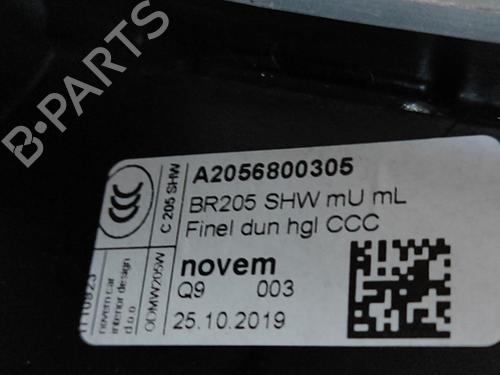 B-PARTS
A2056800305
BR205 SHW mU mL
Finel dun hgl CCC
novem
Q9 003
25.10.2019
C 205 SHW
ODMW205W
novem car
interior design
d.o.o